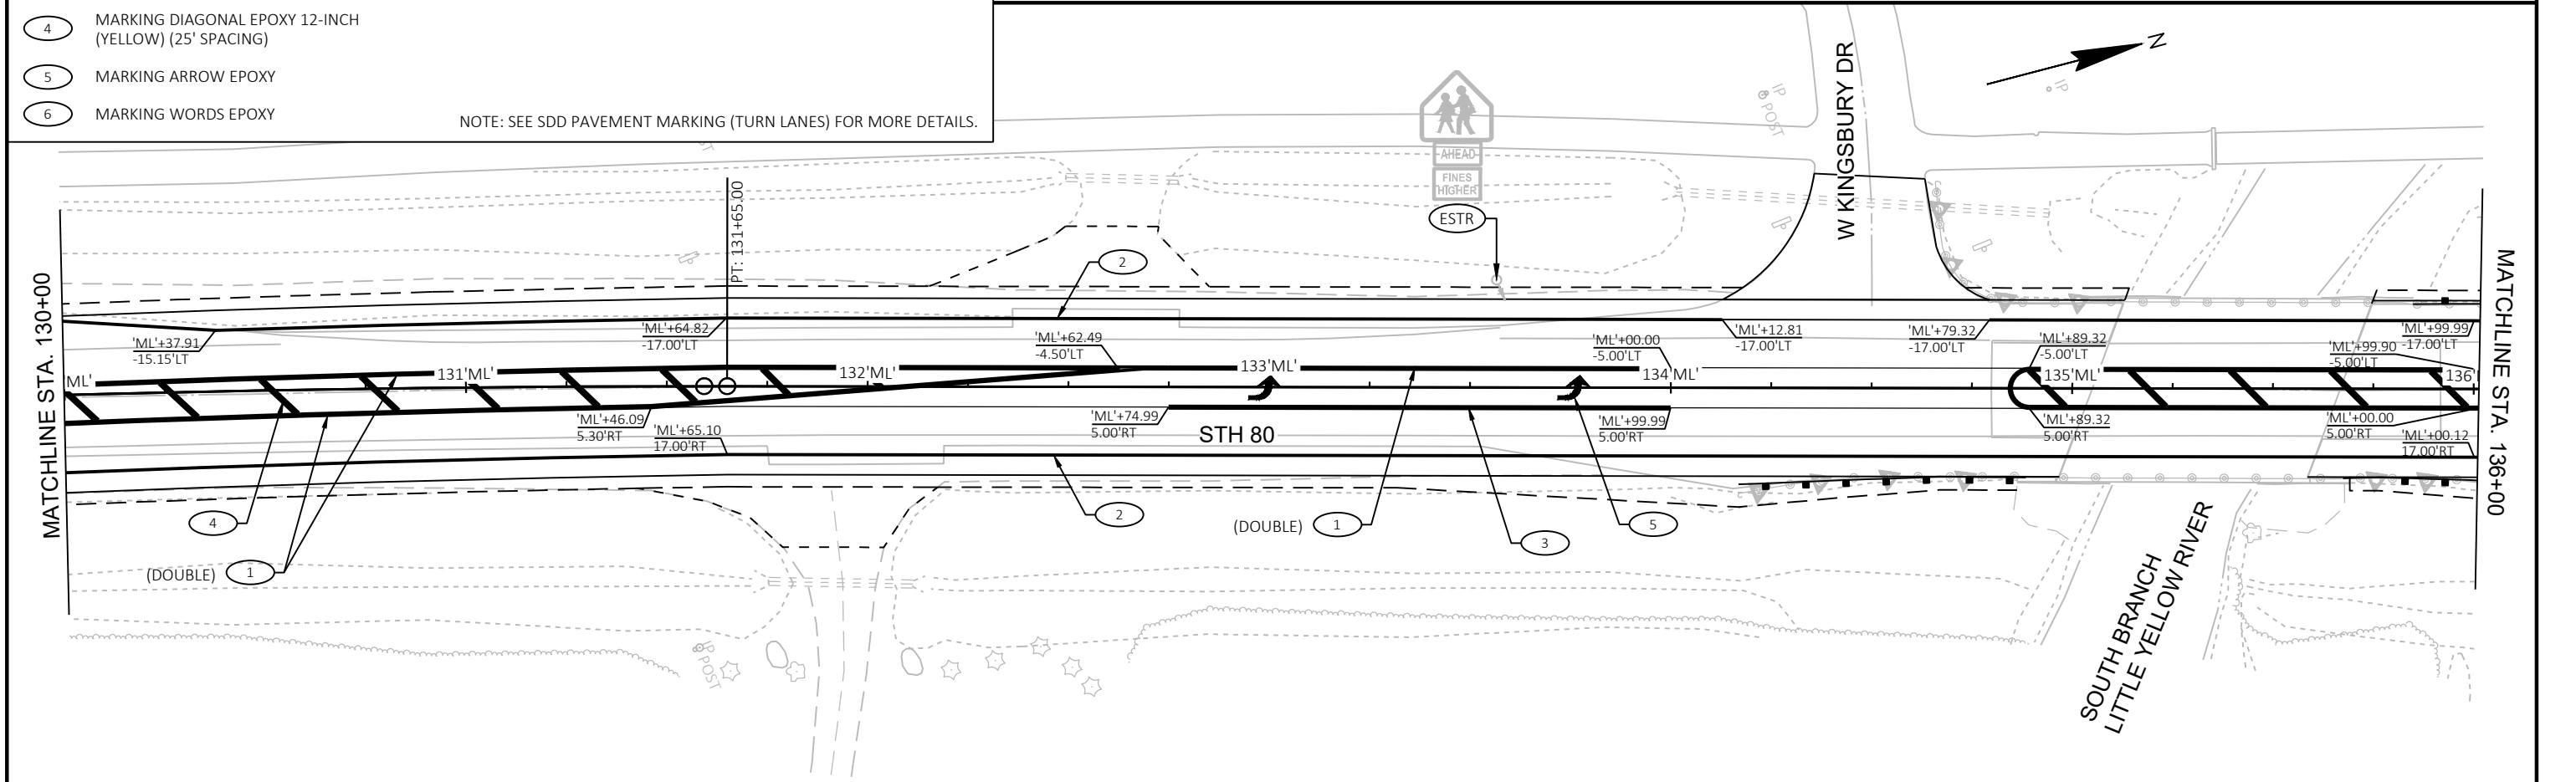 4 MARKING DIAGONAL EPOXY 12-INCH
(YELLOW) (25' SPACING)
5 MARKING ARROW EPOXY
6 MARKING WORDS EPOXY
NOTE: SEE SDD PAVEMENT MARKING (TURN LANES) FOR MORE DETAILS.
N
IP
IP
POST
W KINGSBURY DR
AHEAD
FINES
HIGHER
ESTR
PT: 131+65.00
2
MATCHLINE STA. 130+00
MATCHLINE STA. 136+00
'ML'+37.91
-15.15'LT
'ML'+64.82
-17.00'LT
'ML'+62.49
-4.50'LT
'ML'+00.00
-5.00'LT
'ML'+12.81
-17.00'LT
'ML'+79.32
-17.00'LT
'ML'+89.32
-5.00'LT
'ML'+99.99
-17.00'LT
'ML'+99.90
-5.00'LT
ML'
131'ML'
132'ML'
133'ML'
134'ML'
135'ML'
136'
'ML'+46.09
5.30'RT
'ML'+65.10
17.00'RT
'ML'+74.99
5.00'RT
STH 80
'ML'+99.99
5.00'RT
'ML'+89.32
5.00'RT
'ML'+00.00
5.00'RT
'ML'+00.12
17.00'RT
4
(DOUBLE) 1
2
(DOUBLE) 1
3
5
IP
POST
SOUTH BRANCH
LITTLE YELLOW RIVER